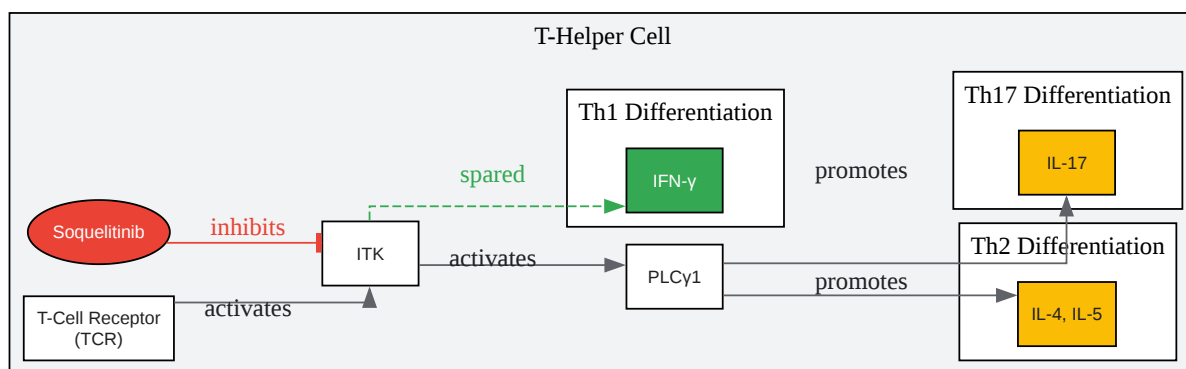 T-Helper Cell
Th17 Differentiation
Th1 Differentiation
IL-17
promotes
spared
IFN-γ
Soquelitinib
inhibits
ITK
activates
PLCγ1
Th2 Differentiation
promotes
IL-4, IL-5
T-Cell Receptor
(TCR)
activates